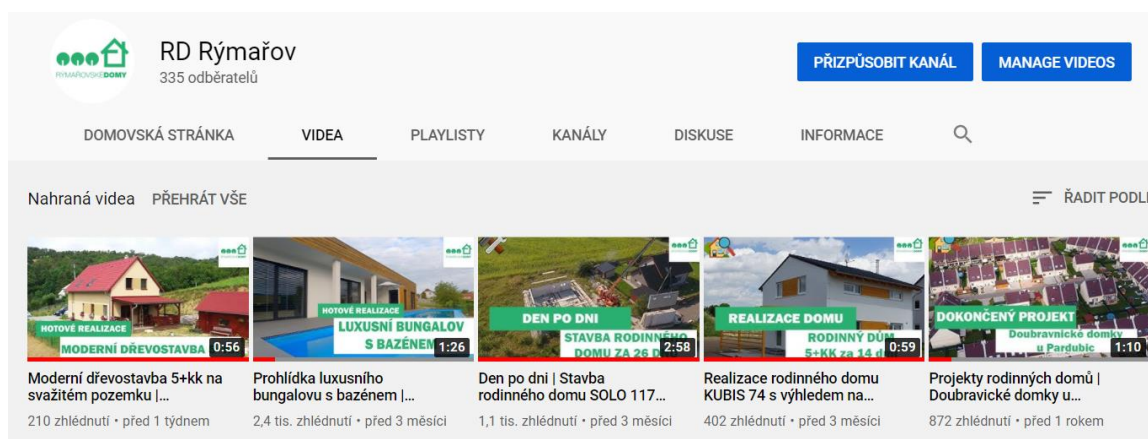 RÝMAŘOVSKÉ DOMY
RD Rýmařov
335 odběratelů
PŘIZPŮSOBIT KANÁL
MANAGE VIDEOS
DOMOVSKÁ STRÁNKA VIDEA PLAYLISTY KANÁLY DISKUSE INFORMACE
Nahraná videa PŘEHRÁT VŠE
ŘADIT PODLE
HOTOVÉ REALIZACE
MODERNÍ DŘEVOSTAVBA
0:56
Moderní dřevostavba 5+kk na
svažitém pozemku |...
210 zhlédnutí • před 1 týdnem
HOTOVÉ REALIZACE
LUXUSNÍ BUNGALOV
S BAZÉNEM
1:26
Prohlídka luxusního
bungalovu s bazénem |...
2,4 tis. zhlédnutí • před 3 měsíci
DEN PO DNI
STAVBA RODINN
DOMU ZA 26 D
2:58
Den po dni | Stavba
rodinného domu SOLO 117...
1,1 tis. zhlédnutí • před 3 měsíci
REALIZACE DOMU
RODINNÝ DŮM
5+KK za 14 d
0:59
Realizace rodinného domu
KUBIS 74 s výhledem na...
402 zhlédnutí • před 3 měsíci
DOKONČENÝ PROJEKT
Doubravnické domky
u Pardubic
1:10
Projekty rodinných domů |
Doubravické domky u...
872 zhlédnutí • před 1 rokem